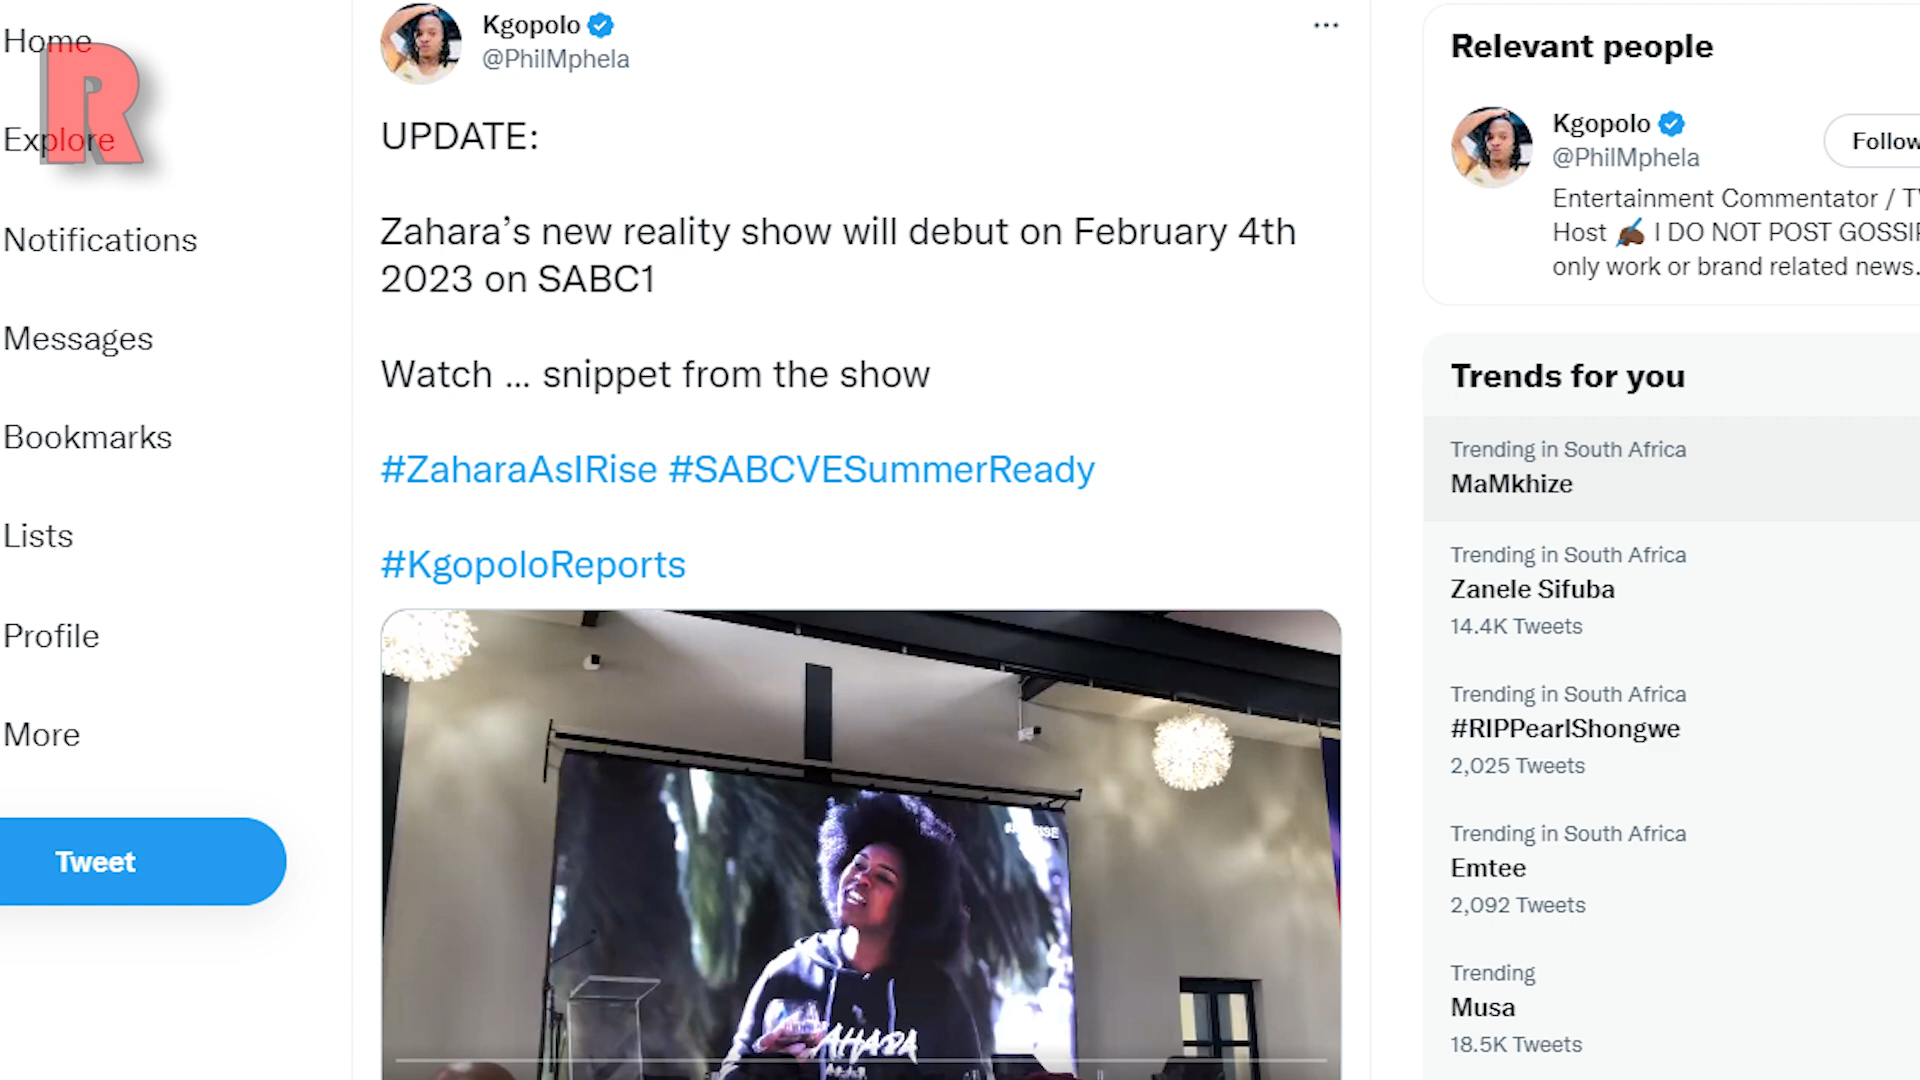 Home
R
Explore
Notifications
Messages
Bookmarks
Lists
Profile
More
Tweet
Kgopolo
@PhilMphela
UPDATE:
Zahara’s new reality show will debut on February 4th
2023 on SABC1
Watch ... snippet from the show
#ZaharaAsIRise #SABCVESummerReady
#KgopoloReports
AHARA
Relevant people
Kgopolo
@PhilMphela
Follow
Entertainment Commentator / TV
Host I DO NOT POST GOSSIP
only work or brand related news.
Trends for you
Trending in South Africa
MaMkhize
Trending in South Africa
Zanele Sifuba
14.4K Tweets
Trending in South Africa
#RIPPearlShongwe
2,025 Tweets
Trending in South Africa
Emtee
2,092 Tweets
Trending
Musa
18.5K Tweets